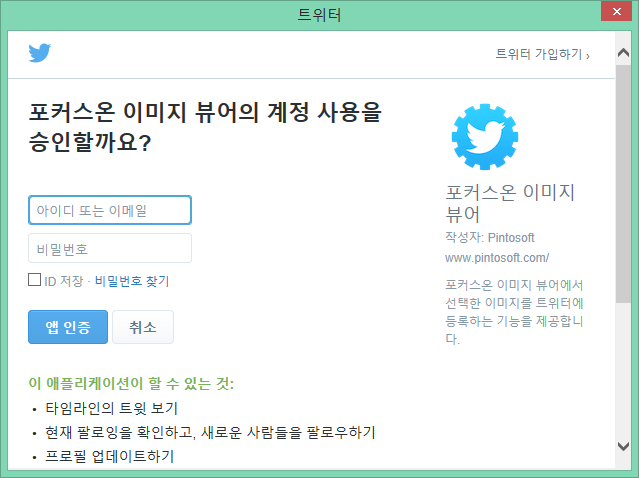 트위터
트위터 가입하기 ›
포커스온 이미지 뷰어의 계정 사용을
승인할까요?
아이디 또는 이메일
비밀번호
ID 저장 · 비밀번호 찾기
앱 인증 취소
포커스온 이미지
뷰어
작성자: Pintosoft
www.pintosoft.com/
포커스온 이미지 뷰어에서
선택한 이미지를 트위터에
등록하는 기능을 제공합니
다.
이 애플리케이션이 할 수 있는 것:
• 타임라인의 트윗 보기
• 현재 팔로잉을 확인하고, 새로운 사람들을 팔로우하기
• 프로필 업데이트하기